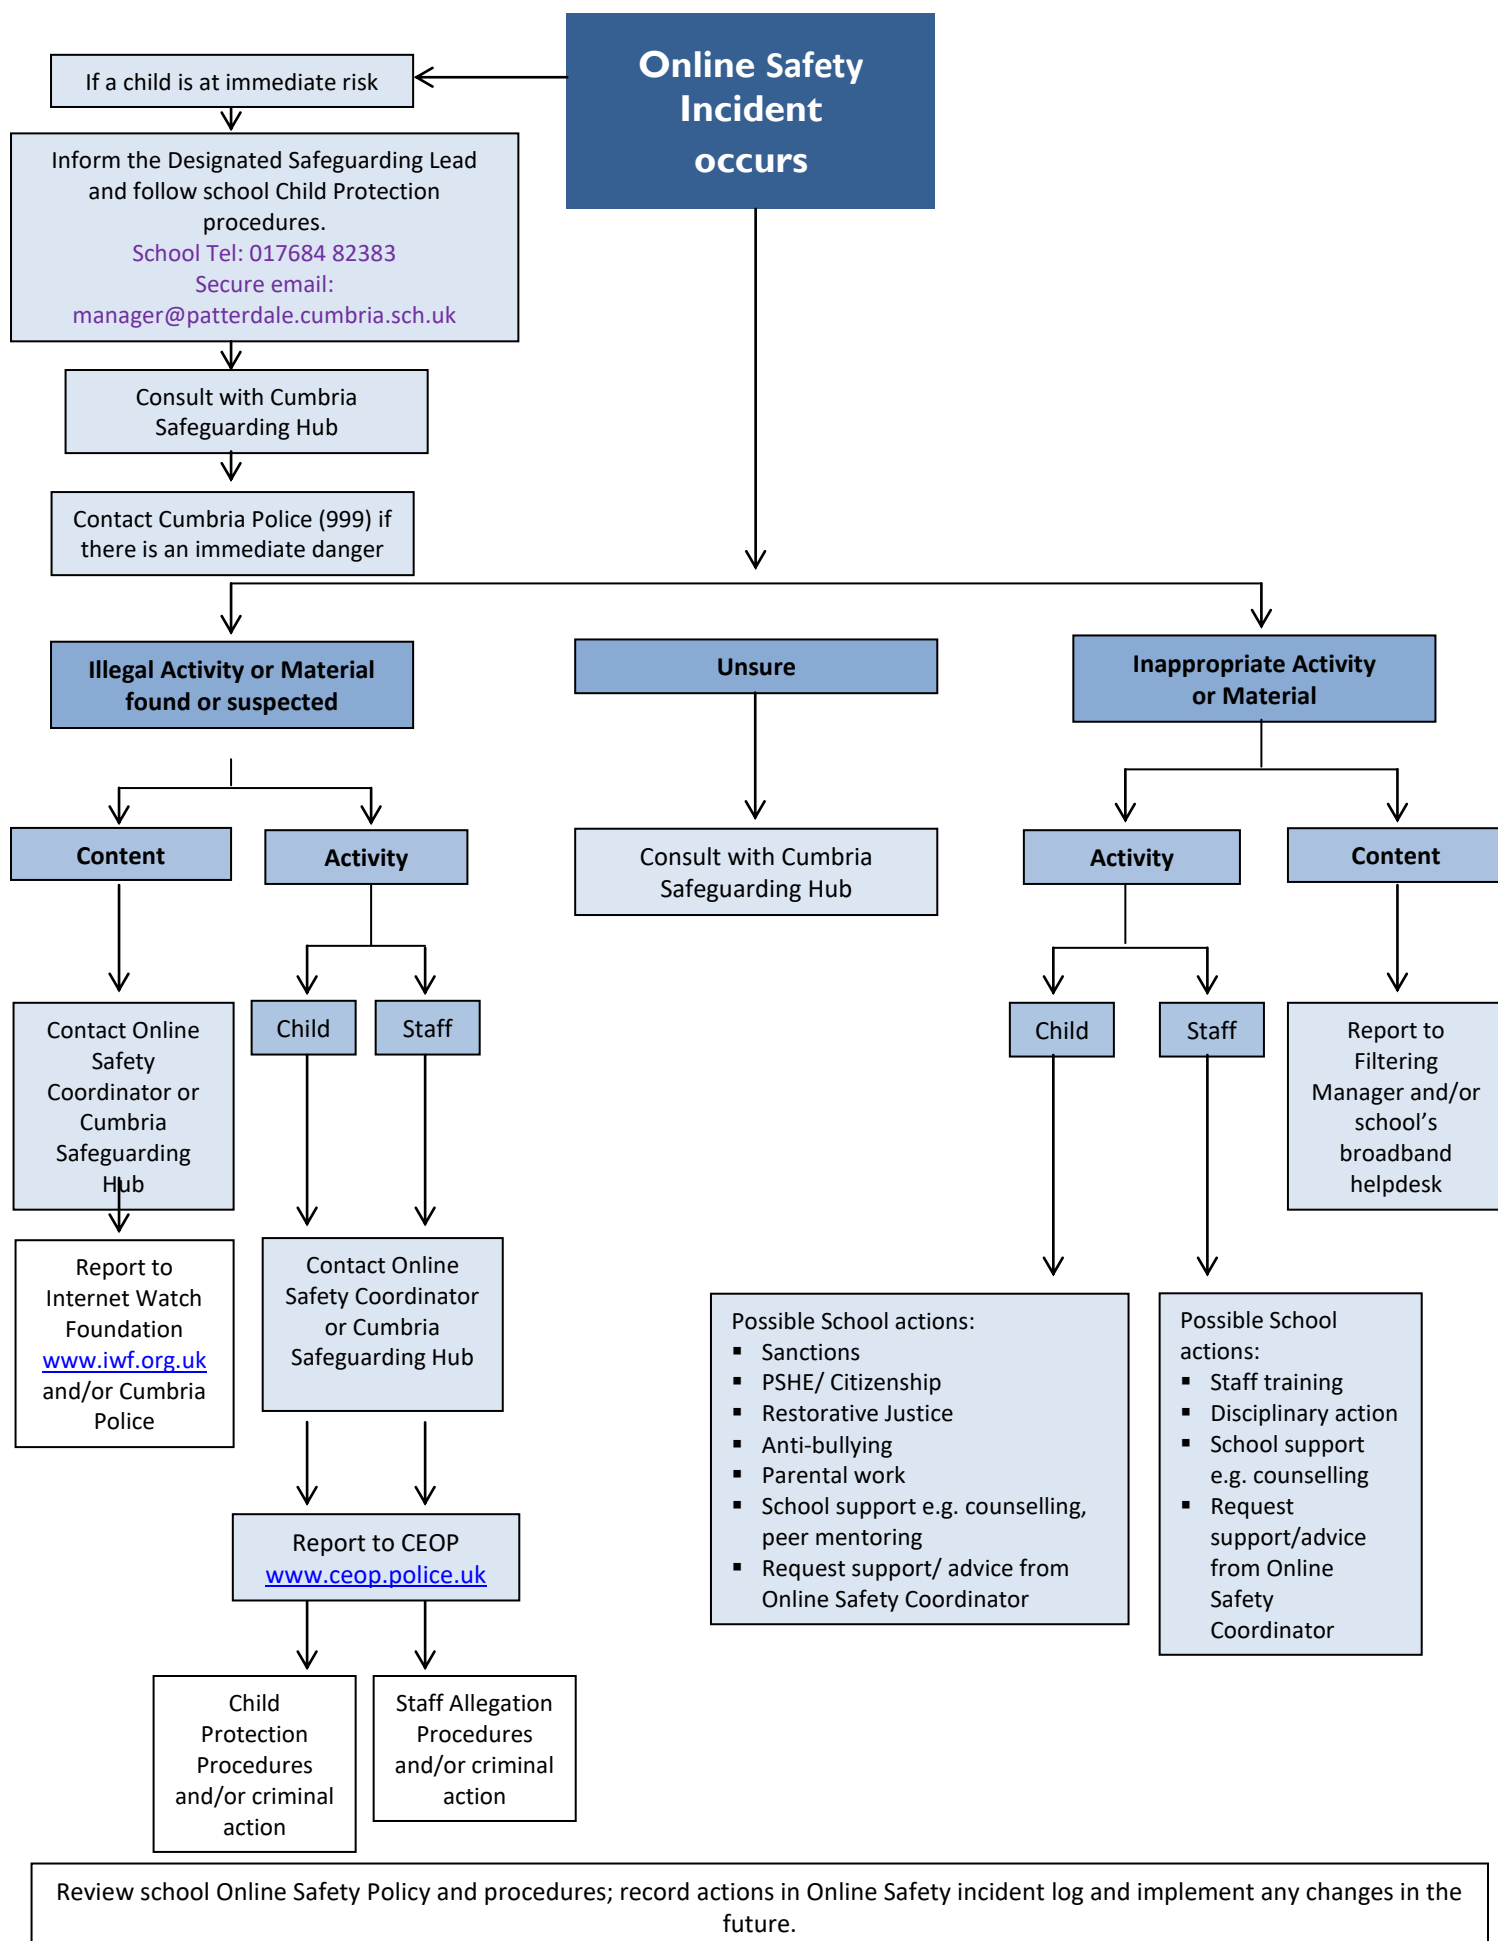 Online Safety
Incident
occurs
If a child is at immediate risk
Inform the Designated Safeguarding Lead
and follow school Child Protection
procedures.
School Tel: 017684 82383
Secure email:
manager@patterdale.cumbria.sch.uk
Consult with Cumbria
Safeguarding Hub
Contact Cumbria Police (999) if
there is an immediate danger
Illegal Activity or Material
found or suspected
Unsure
Inappropriate Activity
or Material
Content
Activity
Consult with Cumbria
Safeguarding Hub
Activity
Content
Contact Online
Safety
Coordinator or
Cumbria
Safeguarding
Hub
Child
Staff
Child
Staff
Report to
Filtering
Manager and/or
school’s
broadband
helpdesk
Report to
Internet Watch
Foundation
www.iwf.org.uk
and/or Cumbria
Police
Contact Online
Safety Coordinator
or Cumbria
Safeguarding Hub
Possible School actions:
▪ Sanctions
▪ PSHE/ Citizenship
▪ Restorative Justice
▪ Anti-bullying
▪ Parental work
▪ School support e.g. counselling,
peer mentoring
▪ Request support/ advice from
Online Safety Coordinator
Possible School
actions:
▪ Staff training
▪ Disciplinary action
▪ School support
e.g. counselling
▪ Request
support/advice
from Online
Safety
Coordinator
Report to CEOP
www.ceop.police.uk
Child
Protection
Procedures
and/or criminal
action
Staff Allegation
Procedures
and/or criminal
action
Review school Online Safety Policy and procedures; record actions in Online Safety incident log and implement any changes in the
future.